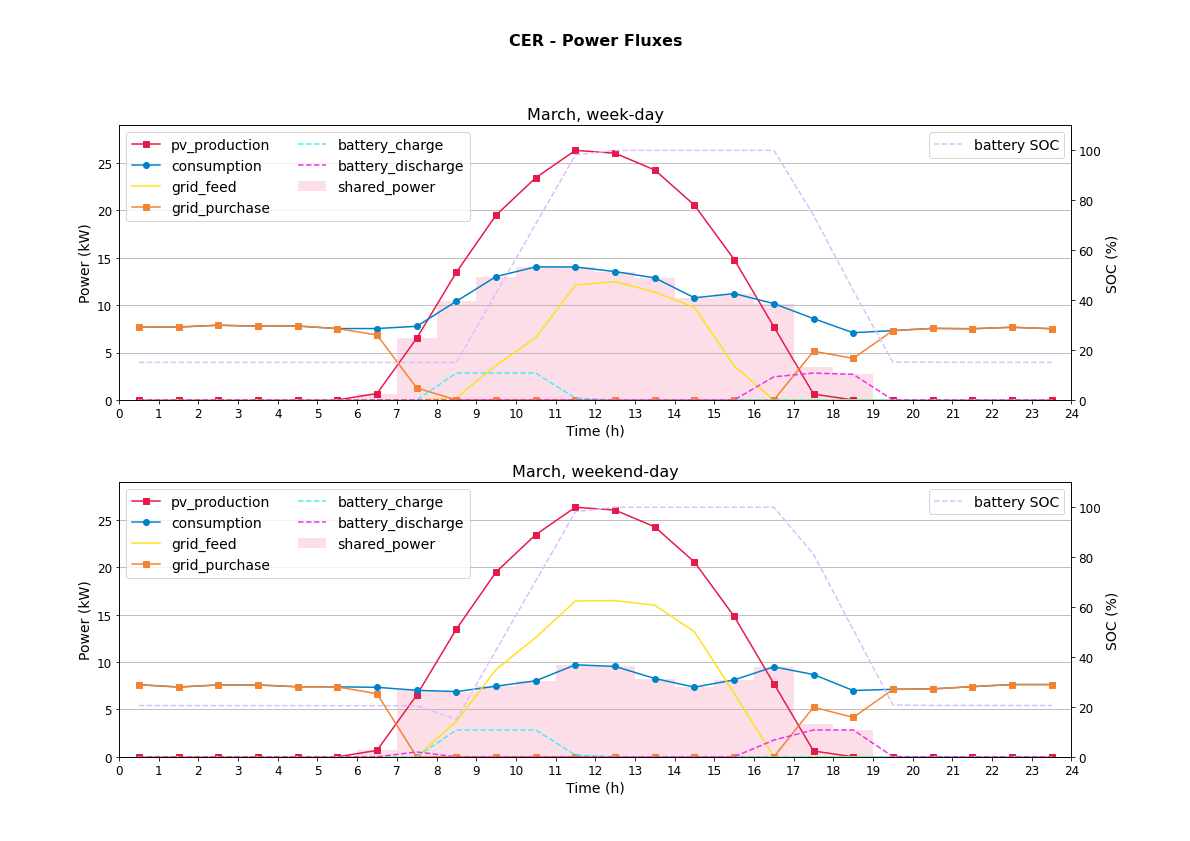 CER - Power Fluxes
March, week-day
pv_production
consumption
grid_feed
grid_purchase
battery_charge
battery_discharge
shared_power
battery SOC
Power (kW)
25
20
15
10
5
0
100
80
60
40
20
0
SOC (%)
0 1 2 3 4 5 6 7 8 9 10 11 12 13 14 15 16 17 18 19 20 21 22 23 24
Time (h)
March, weekend-day
pv_production
consumption
grid_feed
grid_purchase
battery_charge
battery_discharge
shared_power
battery SOC
Power (kW)
25
20
15
10
5
0
100
80
60
40
20
0
SOC (%)
0 1 2 3 4 5 6 7 8 9 10 11 12 13 14 15 16 17 18 19 20 21 22 23 24
Time (h)